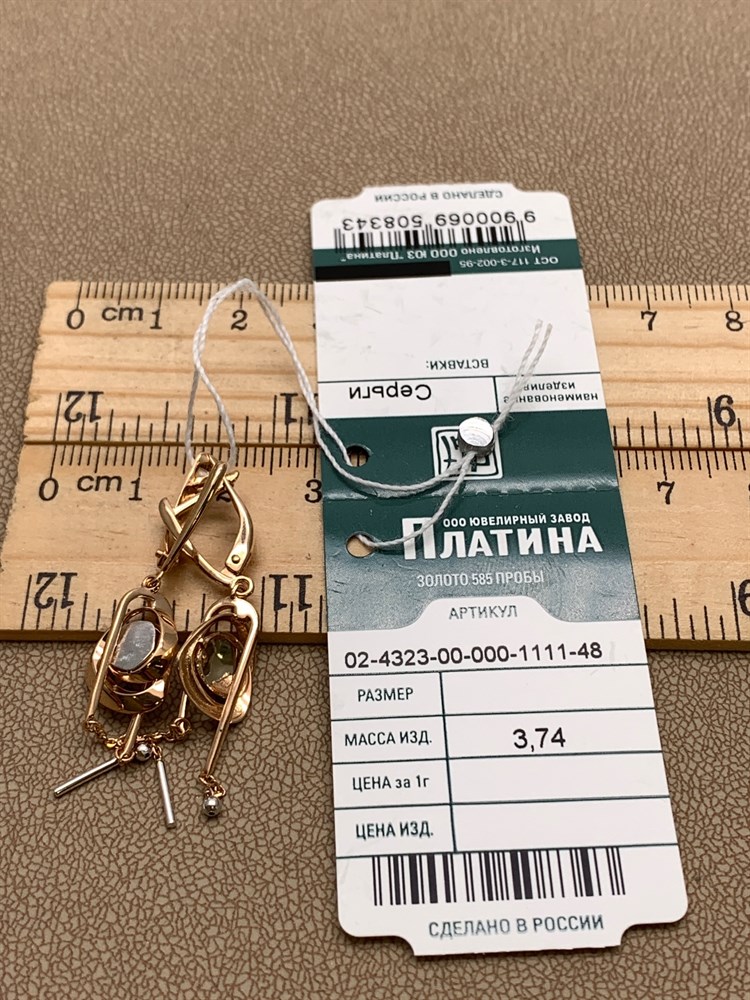 СДЕЛАНО В РОССИИ
9 900069 508343
Изготовлено ООО ЮЗ "Платина"
ОСТ 117-3-002-95
ВСТАВКИ:
наименование
изделия
Серьги
ООО ЮВЕЛИРНЫЙ ЗАВОД
ПЛАТИНА
ЗОЛОТО 585 ПРОБЫ
АРТИКУЛ
02-4323-00-000-1111-48
РАЗМЕР
МАССА ИЗД. 3,74
ЦЕНА за 1г
ЦЕНА ИЗД.
СДЕЛАНО В РОССИИ
0 cm 1 2 7 8
12 11 6
0 cm 1 3 7
12 11 6